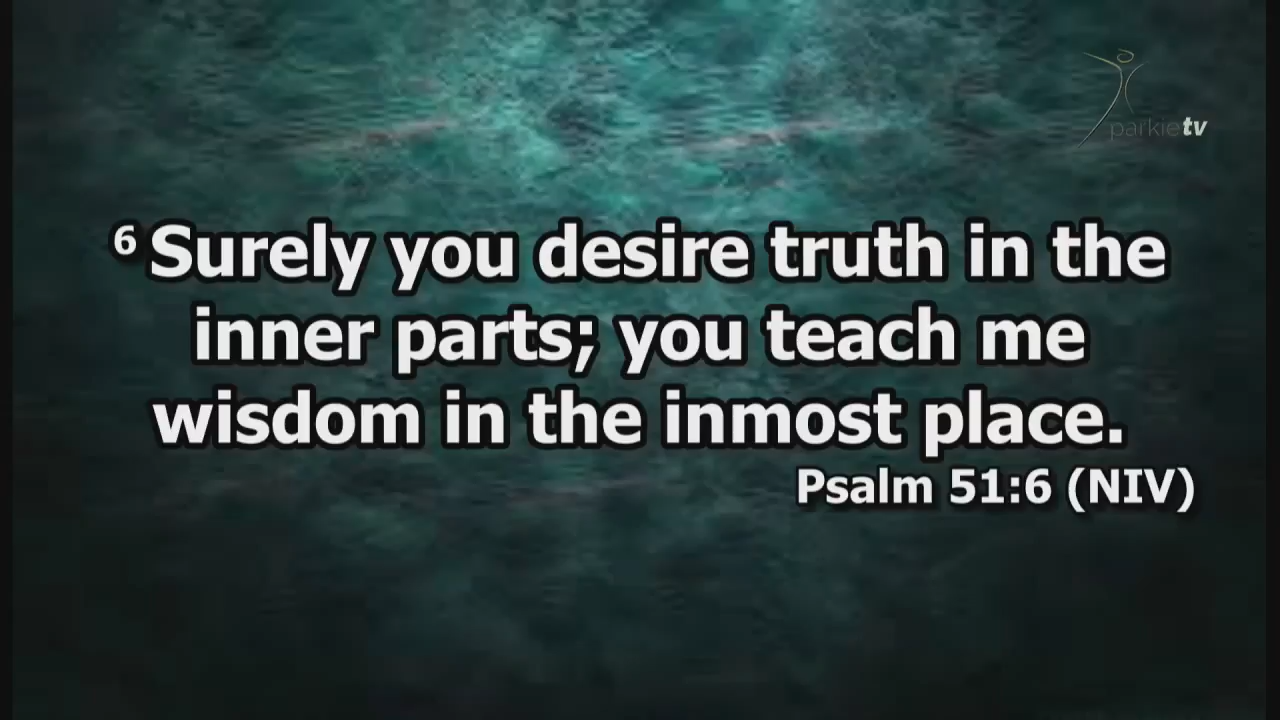 parkietv
6 Surely you desire truth in the
inner parts; you teach me
wisdom in the inmost place.
Psalm 51:6 (NIV)